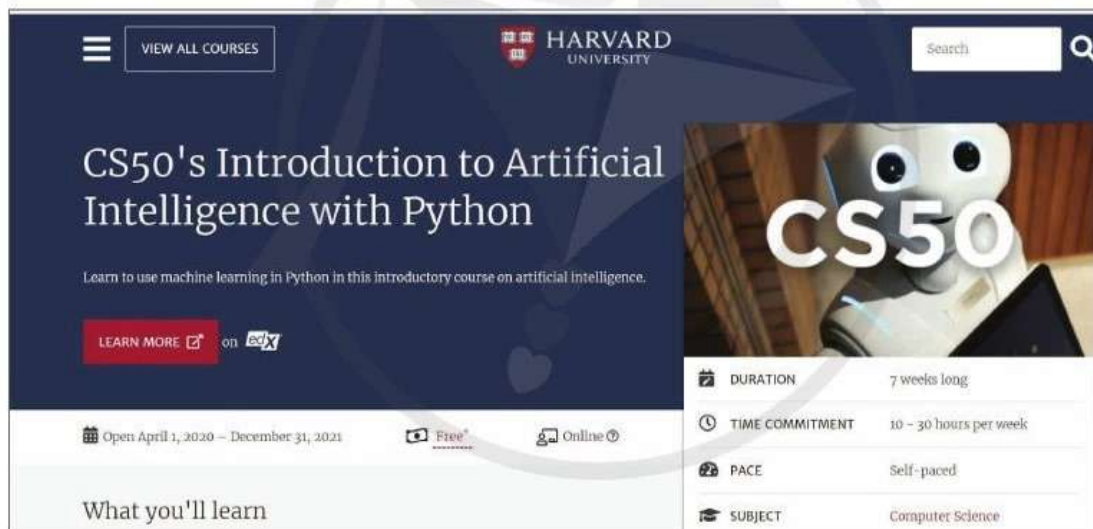 VIEW ALL COURSES
HARVARD
UNIVERSITY
Search
CS50's Introduction to Artificial
Intelligence with Python
Learn to use machine learning in Python in this introductory course on artificial intelligence.
LEARN MORE on edX
CS50
DURATION 7 weeks long
TIME COMMITMENT 10 – 30 hours per week
PACE Self-paced
SUBJECT Computer Science
Open April 1, 2020 – December 31, 2021 Free* Online
What you'll learn